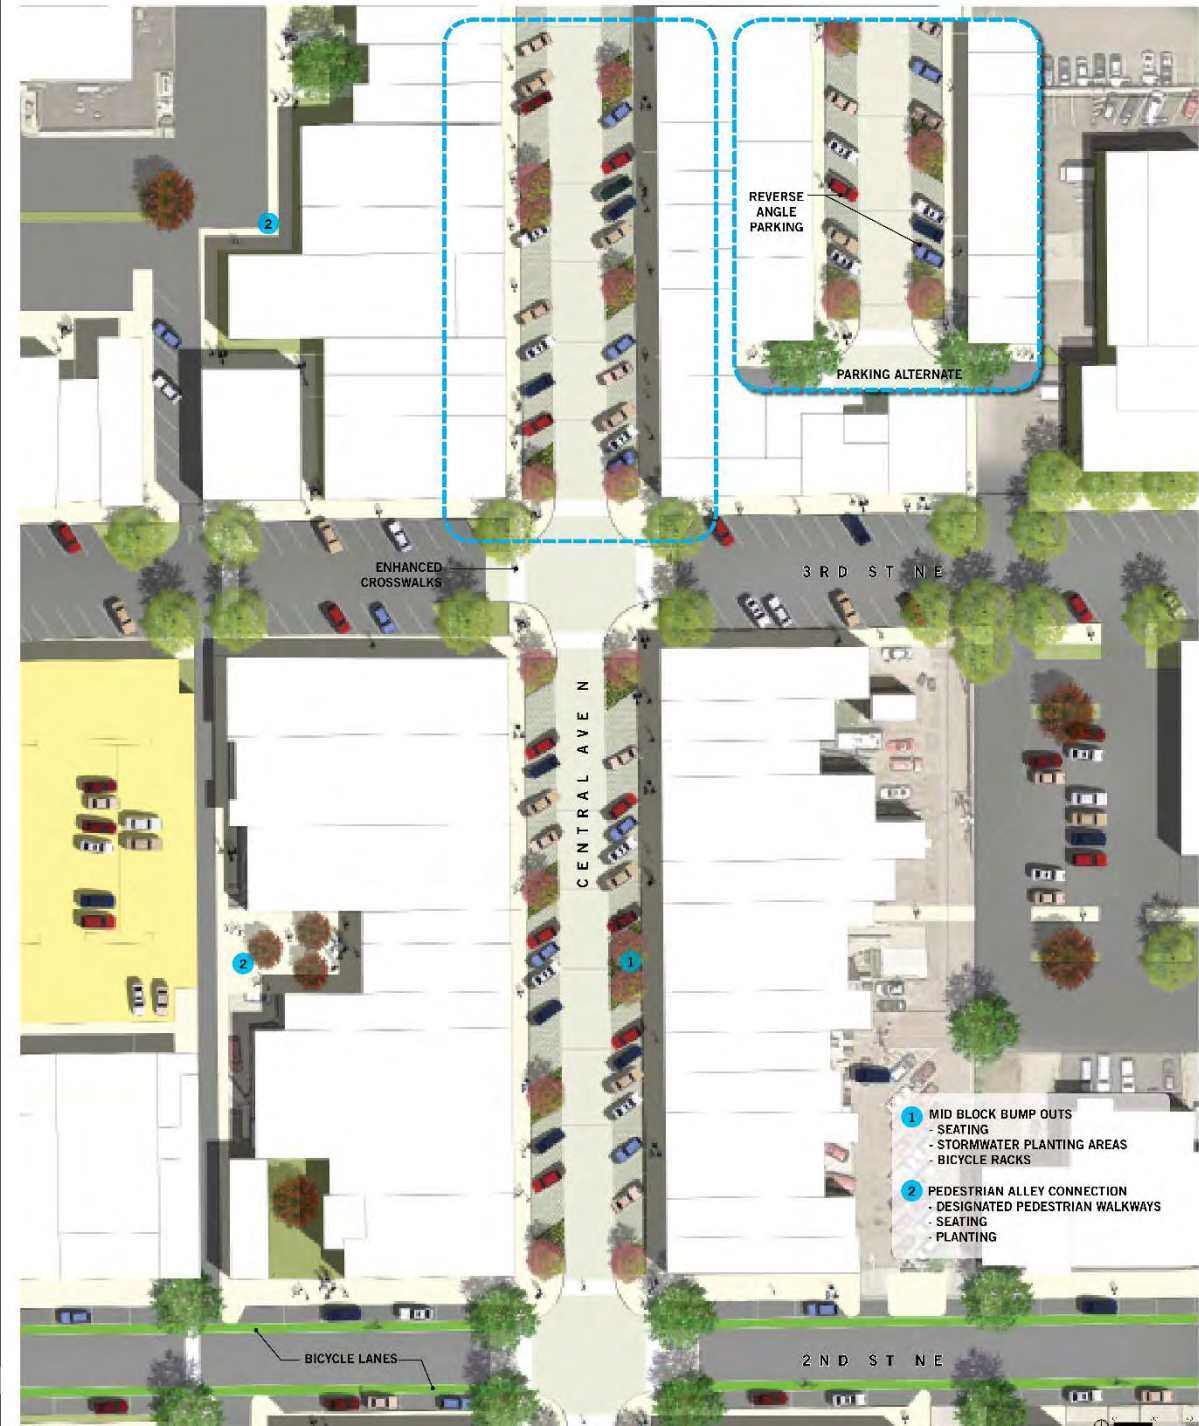 2
REVERSE
ANGLE
PARKING
PARKING ALTERNATE
ENHANCED
CROSSWALKS
3RD ST NE
CENTRAL AVE N
2
1
1 MID BLOCK BUMP OUTS
- SEATING
- STORMWATER PLANTING AREAS
- BICYCLE RACKS
2 PEDESTRIAN ALLEY CONNECTION
- DESIGNATED PEDESTRIAN WALKWAYS
- SEATING
- PLANTING
BICYCLE LANES
2ND ST NE